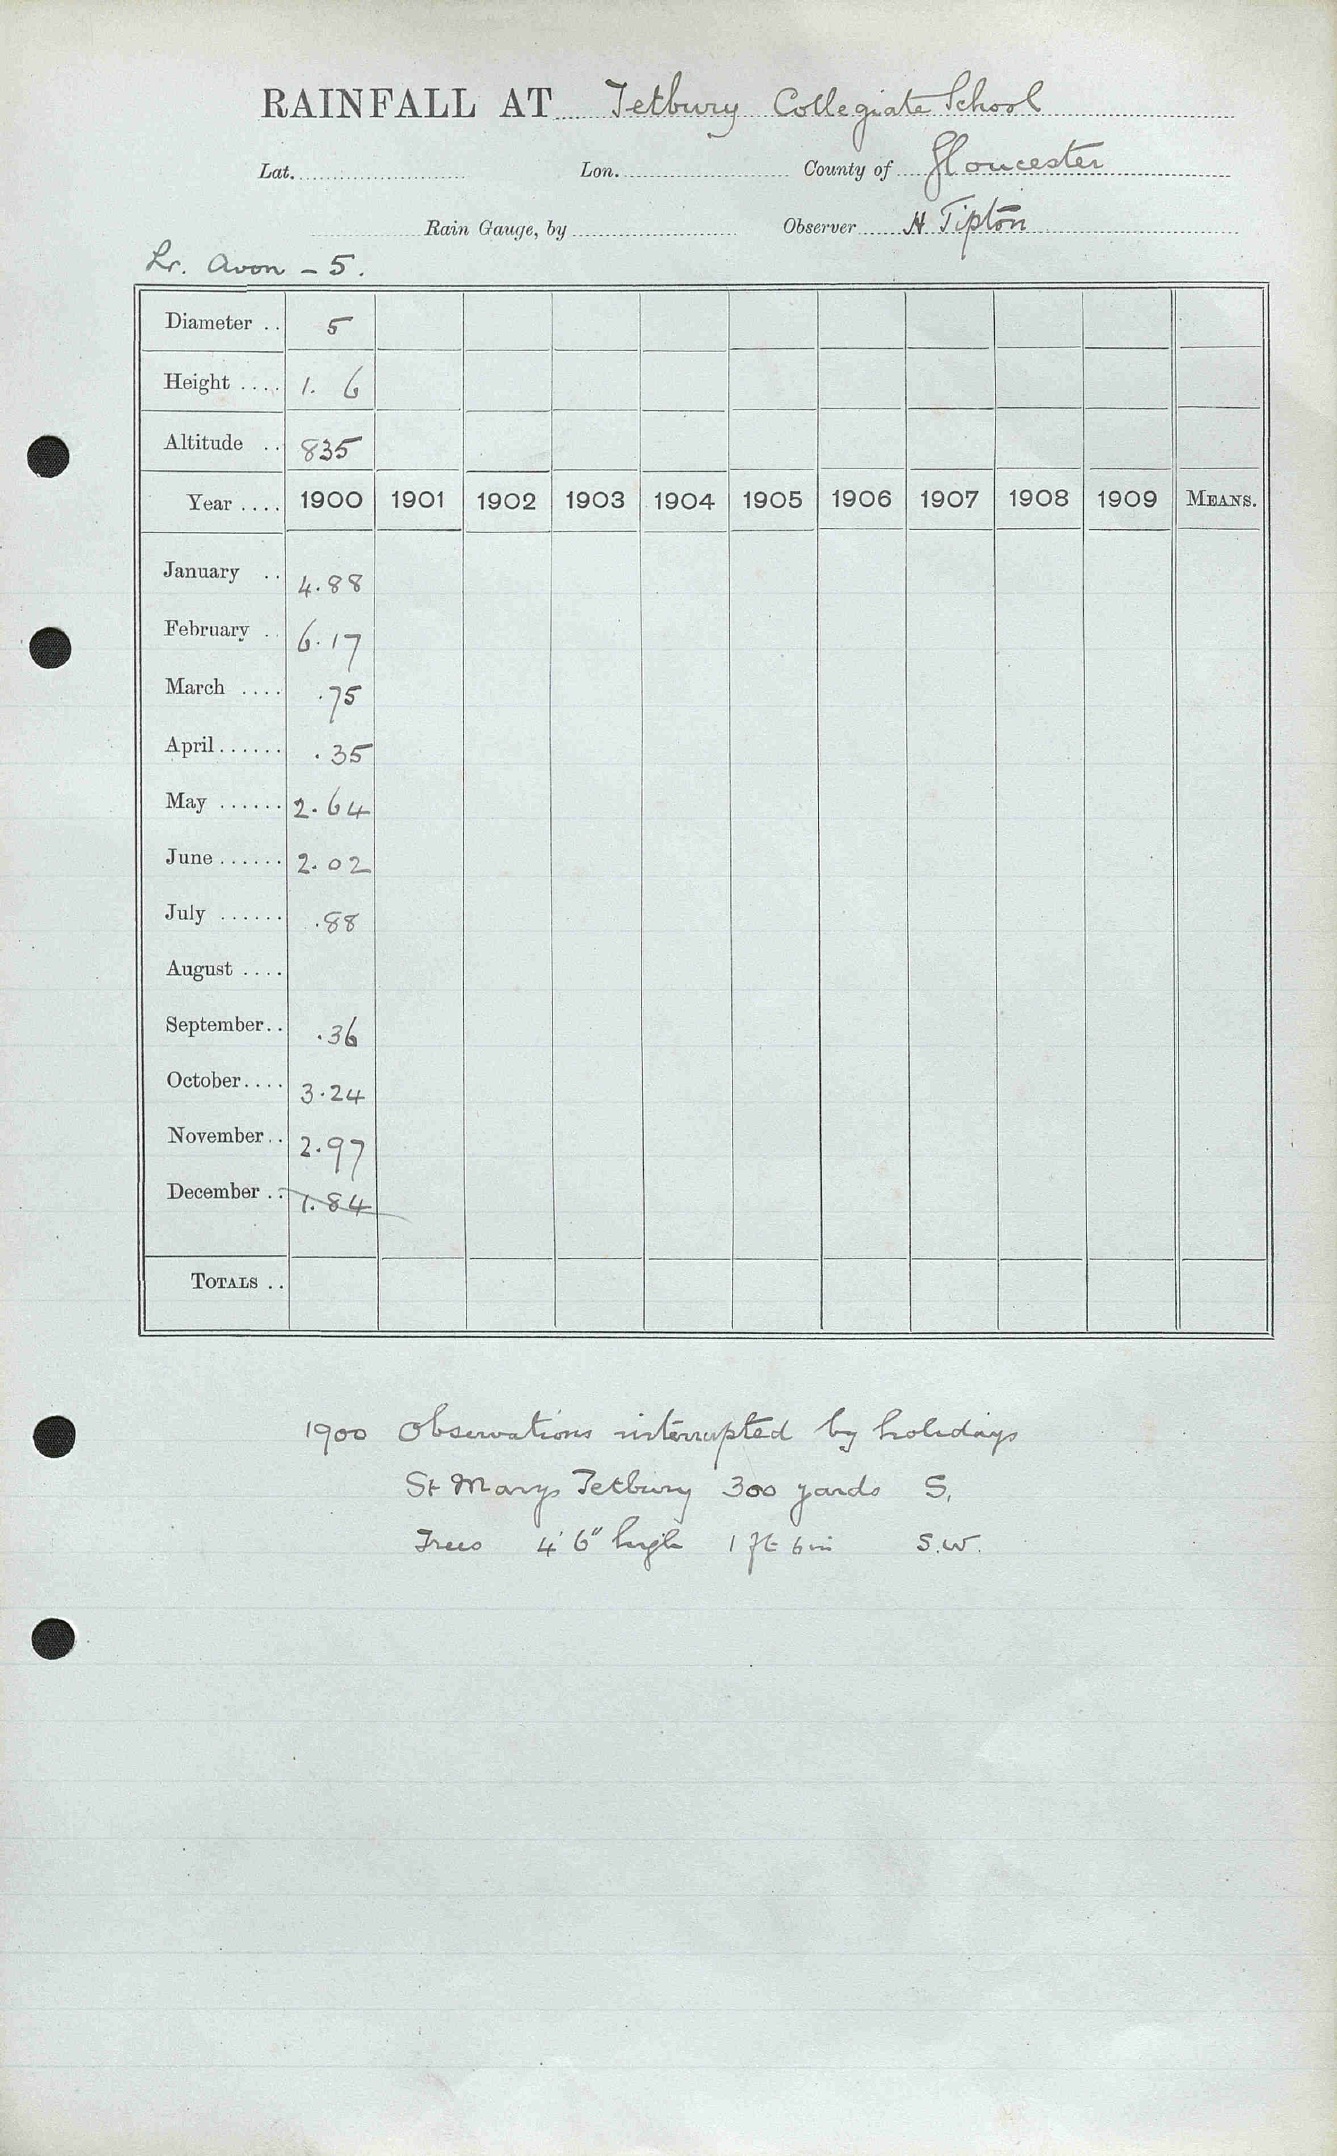 RAINFALL AT Tetbury Collegiate School
Lat. Lon. County of Gloucester
Rain Gauge, by Observer H Tipton
Lr. Avon - 5.
Diameter .. 5
Height .... 1. 6
Altitude .. 835
Year .... 1900 1901 1902 1903 1904 1905 1906 1907 1908 1909 MEANS.
January .. 4.88
February .. 6.17
March .... .75
April...... .35
May ...... 2.64
June ...... 2.02
July ...... .88
August ....
September.. .36
October.... 3.24
November.. 2.97
December .. 1.84
TOTALS ..
1900 Observations interrupted by holidays
St Marys Tetbury 300 yards S.
Trees 4' 6" high 1 ft 6 in S.W.